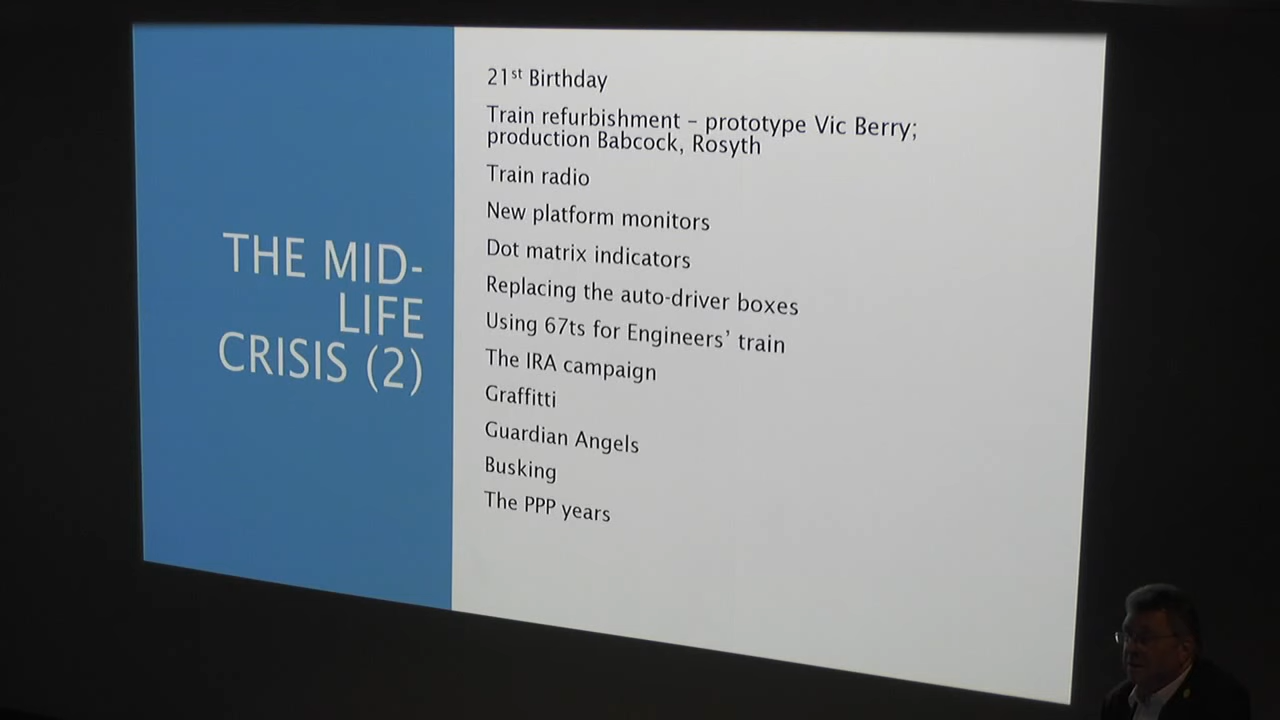 THE MID-
LIFE
CRISIS (2)
21st Birthday
Train refurbishment – prototype Vic Berry;
production Babcock, Rosyth
Train radio
New platform monitors
Dot matrix indicators
Replacing the auto-driver boxes
Using 67ts for Engineers’ train
The IRA campaign
Graffitti
Guardian Angels
Busking
The PPP years